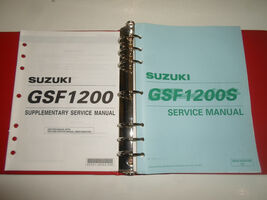 SUZUKI
GSF1200
SUPPLEMENTARY SERVICE MANUAL
SUZUKI
GSF1200S
SERVICE MANUAL